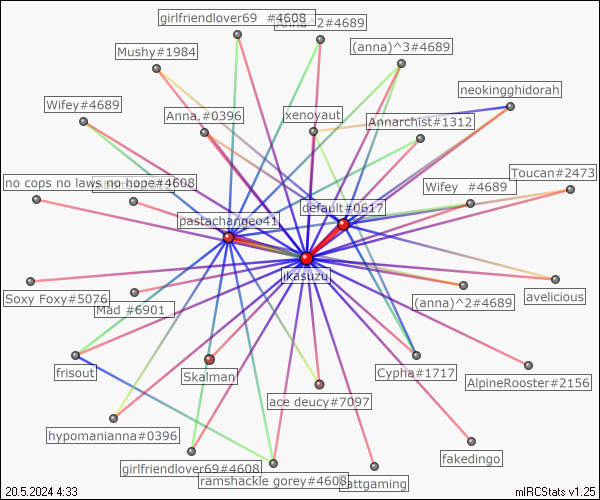 girlfriendlover69 #4608
Anna^2#4689
Mushy#1984
(anna)^3#4689
neokingghidorah
Wifey#4689
Anna.#0396
xenovaut
Annarchist#1312
Toucan#2473
no cops no laws no hope#4608
Wifey #4689
default#0617
pastachangeo41
ikasuzu
Soxy Foxy#5076
Mad #6901
(anna)^2#4689
avelicious
frisout
Skalman
Cypha#1717
AlpineRooster#2156
ace deucy#7097
hypomanianna#0396
girlfriendlover69#4608
ramshackle gorey#4608
rattgaming
fakedingo
20.5.2024 4:33
mIRCStats v1.25